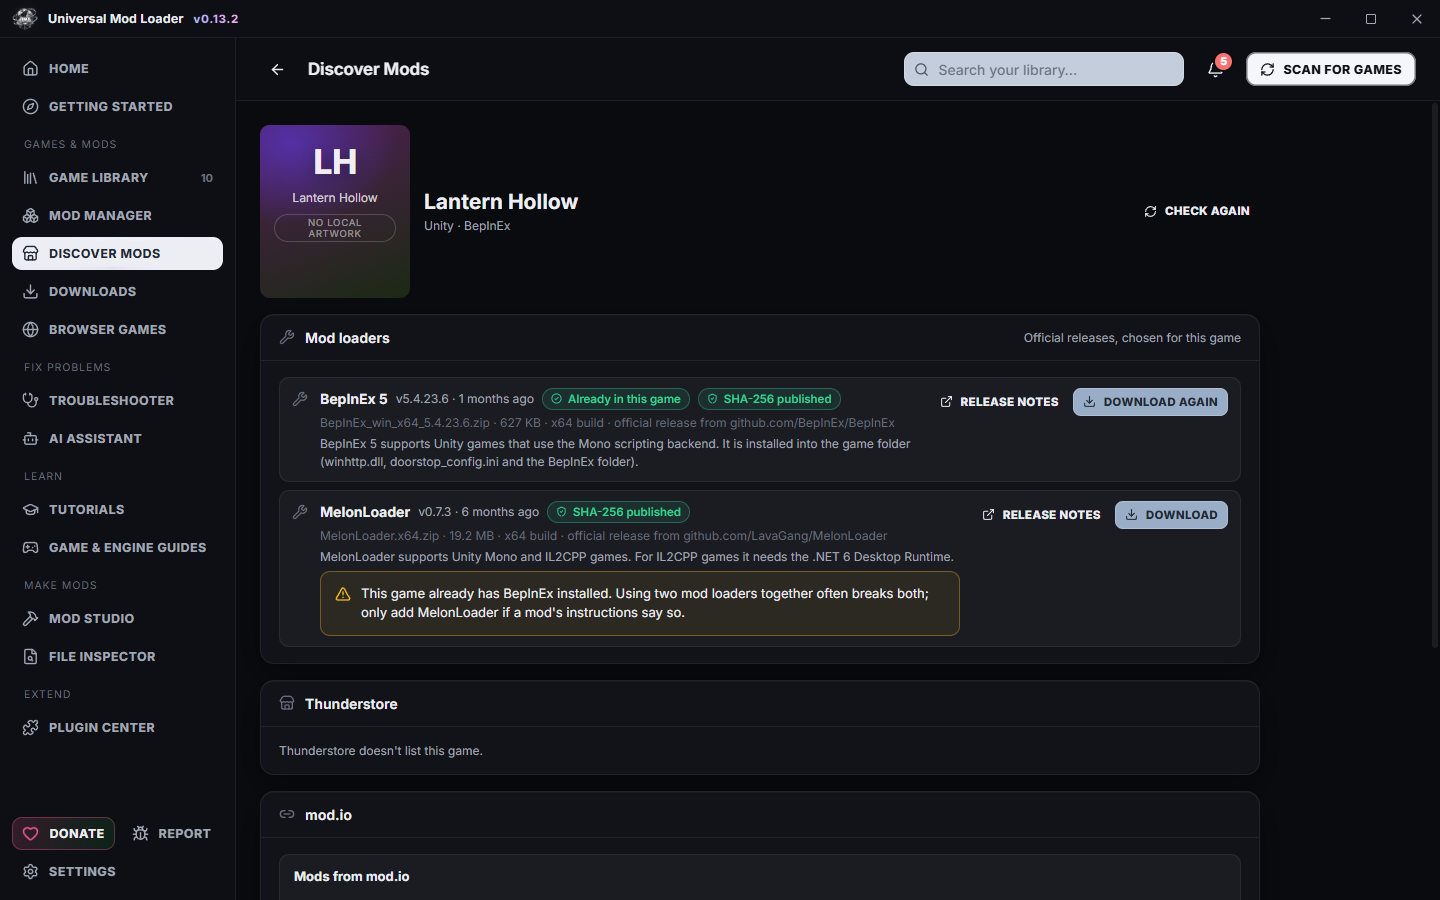 Universal Mod Loader v0.13.2
HOME
GETTING STARTED
GAMES & MODS
GAME LIBRARY 10
MOD MANAGER
DISCOVER MODS
DOWNLOADS
BROWSER GAMES
FIX PROBLEMS
TROUBLESHOOTER
AI ASSISTANT
LEARN
TUTORIALS
GAME & ENGINE GUIDES
MAKE MODS
MOD STUDIO
FILE INSPECTOR
EXTEND
PLUGIN CENTER
DONATE REPORT
SETTINGS
Discover Mods
Search your library...
5
SCAN FOR GAMES
LH
Lantern Hollow
NO LOCAL
ARTWORK
Lantern Hollow
Unity · BepInEx
CHECK AGAIN
Mod loaders
Official releases, chosen for this game
BepInEx 5 v5.4.23.6 · 1 months ago Already in this game SHA-256 published
RELEASE NOTES DOWNLOAD AGAIN
BepInEx_win_x64_5.4.23.6.zip · 627 KB · x64 build · official release from github.com/BepInEx/BepInEx
BepInEx 5 supports Unity games that use the Mono scripting backend. It is installed into the game folder
(winhttp.dll, doorstop_config.ini and the BepInEx folder).
MelonLoader v0.7.3 · 6 months ago SHA-256 published
RELEASE NOTES DOWNLOAD
MelonLoader.x64.zip · 19.2 MB · x64 build · official release from github.com/LavaGang/MelonLoader
MelonLoader supports Unity Mono and IL2CPP games. For IL2CPP games it needs the .NET 6 Desktop Runtime.
This game already has BepInEx installed. Using two mod loaders together often breaks both;
only add MelonLoader if a mod's instructions say so.
Thunderstore
Thunderstore doesn't list this game.
mod.io
Mods from mod.io